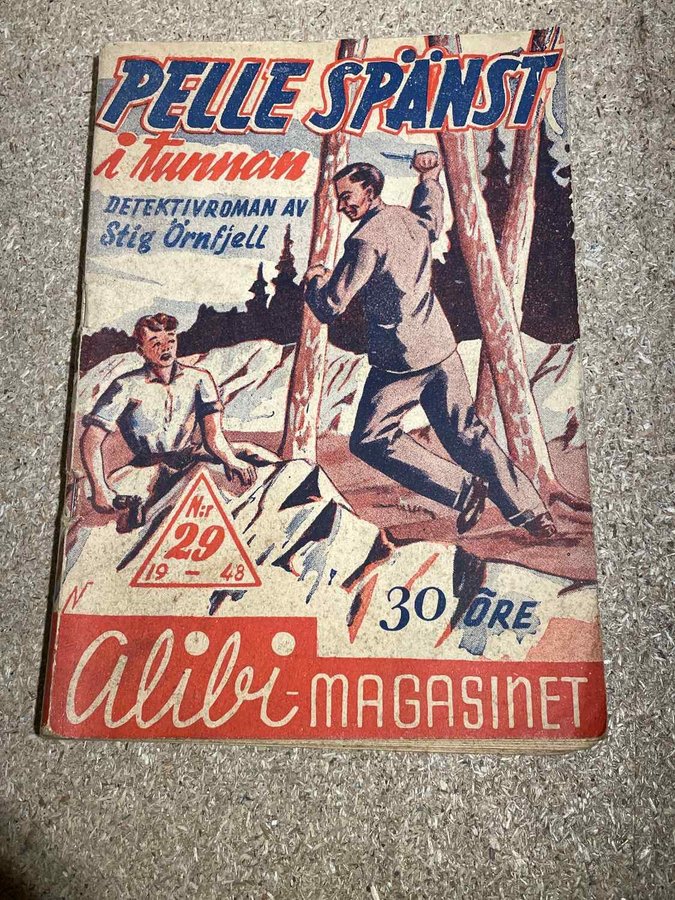 PELLE SPÄNST
i tunnan
DETEKTIVROMAN AV
Stig Örnfjell
N:r
29
19 - 48
N
30 ÖRE
Alibi-MAGASINET